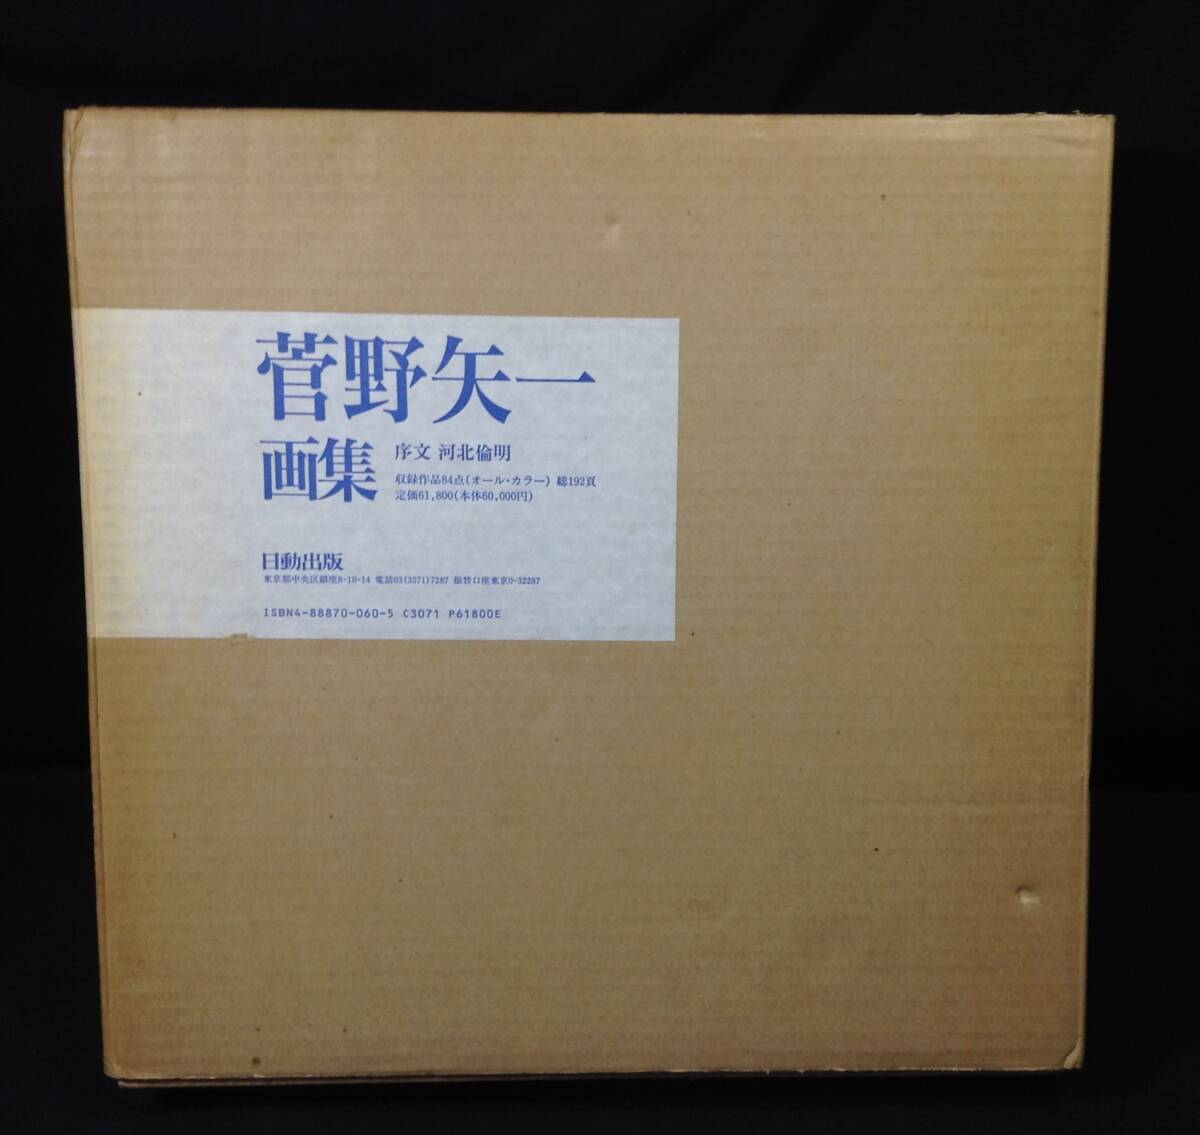 菅野矢一
画集
序文 河北倫明
収録作品84点(オール・カラー) 総192頁
定価61,800(本体60,000円)
日動出版
東京都中央区銀座8-10-14 電話03(3571)7287 振替口座東京0-32287
ISBN4-88870-060-5 C3071 P61800E